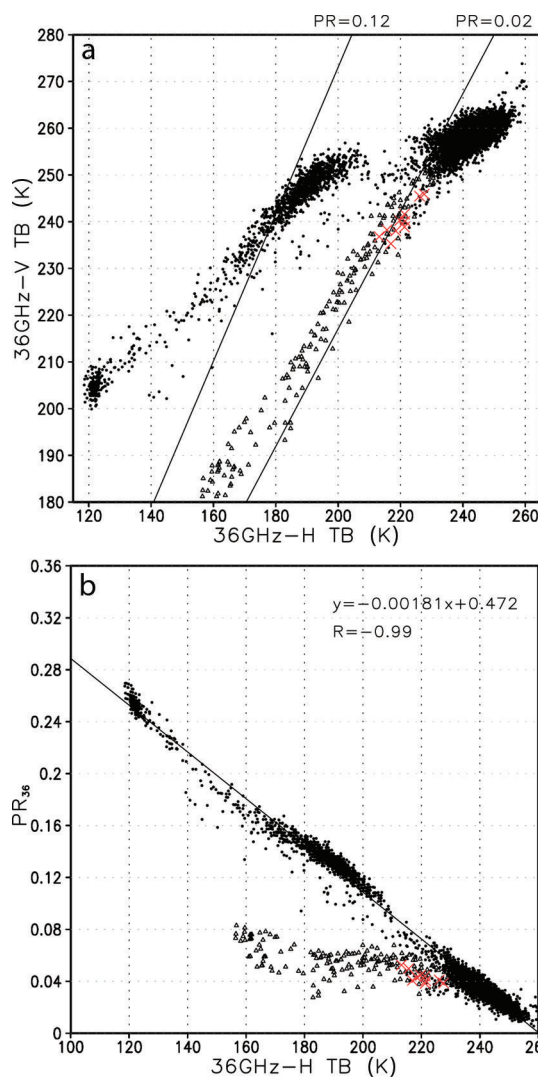 PR=0.12 PR=0.02
a
280
270
260
250
240
230
220
210
200
190
180
36GHz-V TB (K)
120 140 160 180 200 220 240 260
36GHz-H TB (K)
b
y=-0.00181x+0.472
R=-0.99
0.36
0.32
0.28
0.24
0.2
0.16
0.12
0.08
0.04
0
PR36
100 120 140 160 180 200 220 240 260
36GHz-H TB (K)